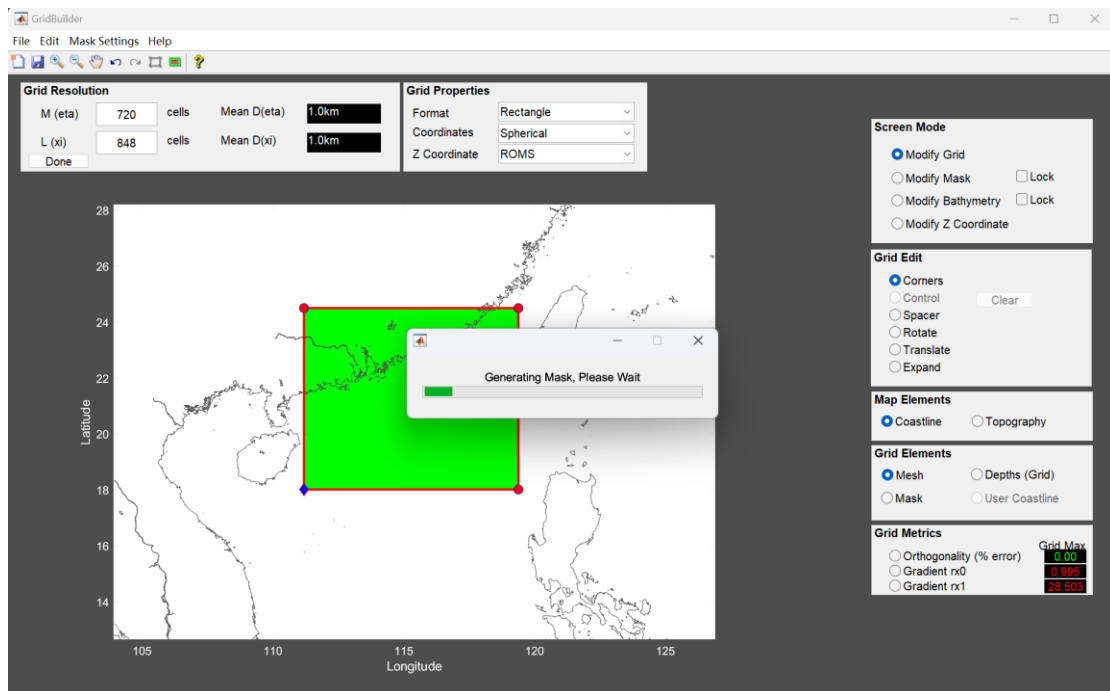 GridBuilder
File Edit Mask Settings Help
Grid Resolution
M (eta) 720 cells Mean D(eta) 1.0km
L (xi) 848 cells Mean D(xi) 1.0km
Done
Grid Properties
Format Rectangle
Coordinates Spherical
Z Coordinate ROMS
Screen Mode
Modify Grid
Modify Mask Lock
Modify Bathymetry Lock
Modify Z Coordinate
Grid Edit
Corners
Control Clear
Spacer
Rotate
Translate
Expand
Map Elements
Coastline Topography
Grid Elements
Mesh Depths (Grid)
Mask User Coastline
Grid Metrics
Grid Max
Orthogonality (% error) 0.00
Gradient rx0 0.995
Gradient rx1 28.503
Generating Mask, Please Wait
Latitude
28
26
24
22
20
18
16
14
105 110 115 120 125
Longitude